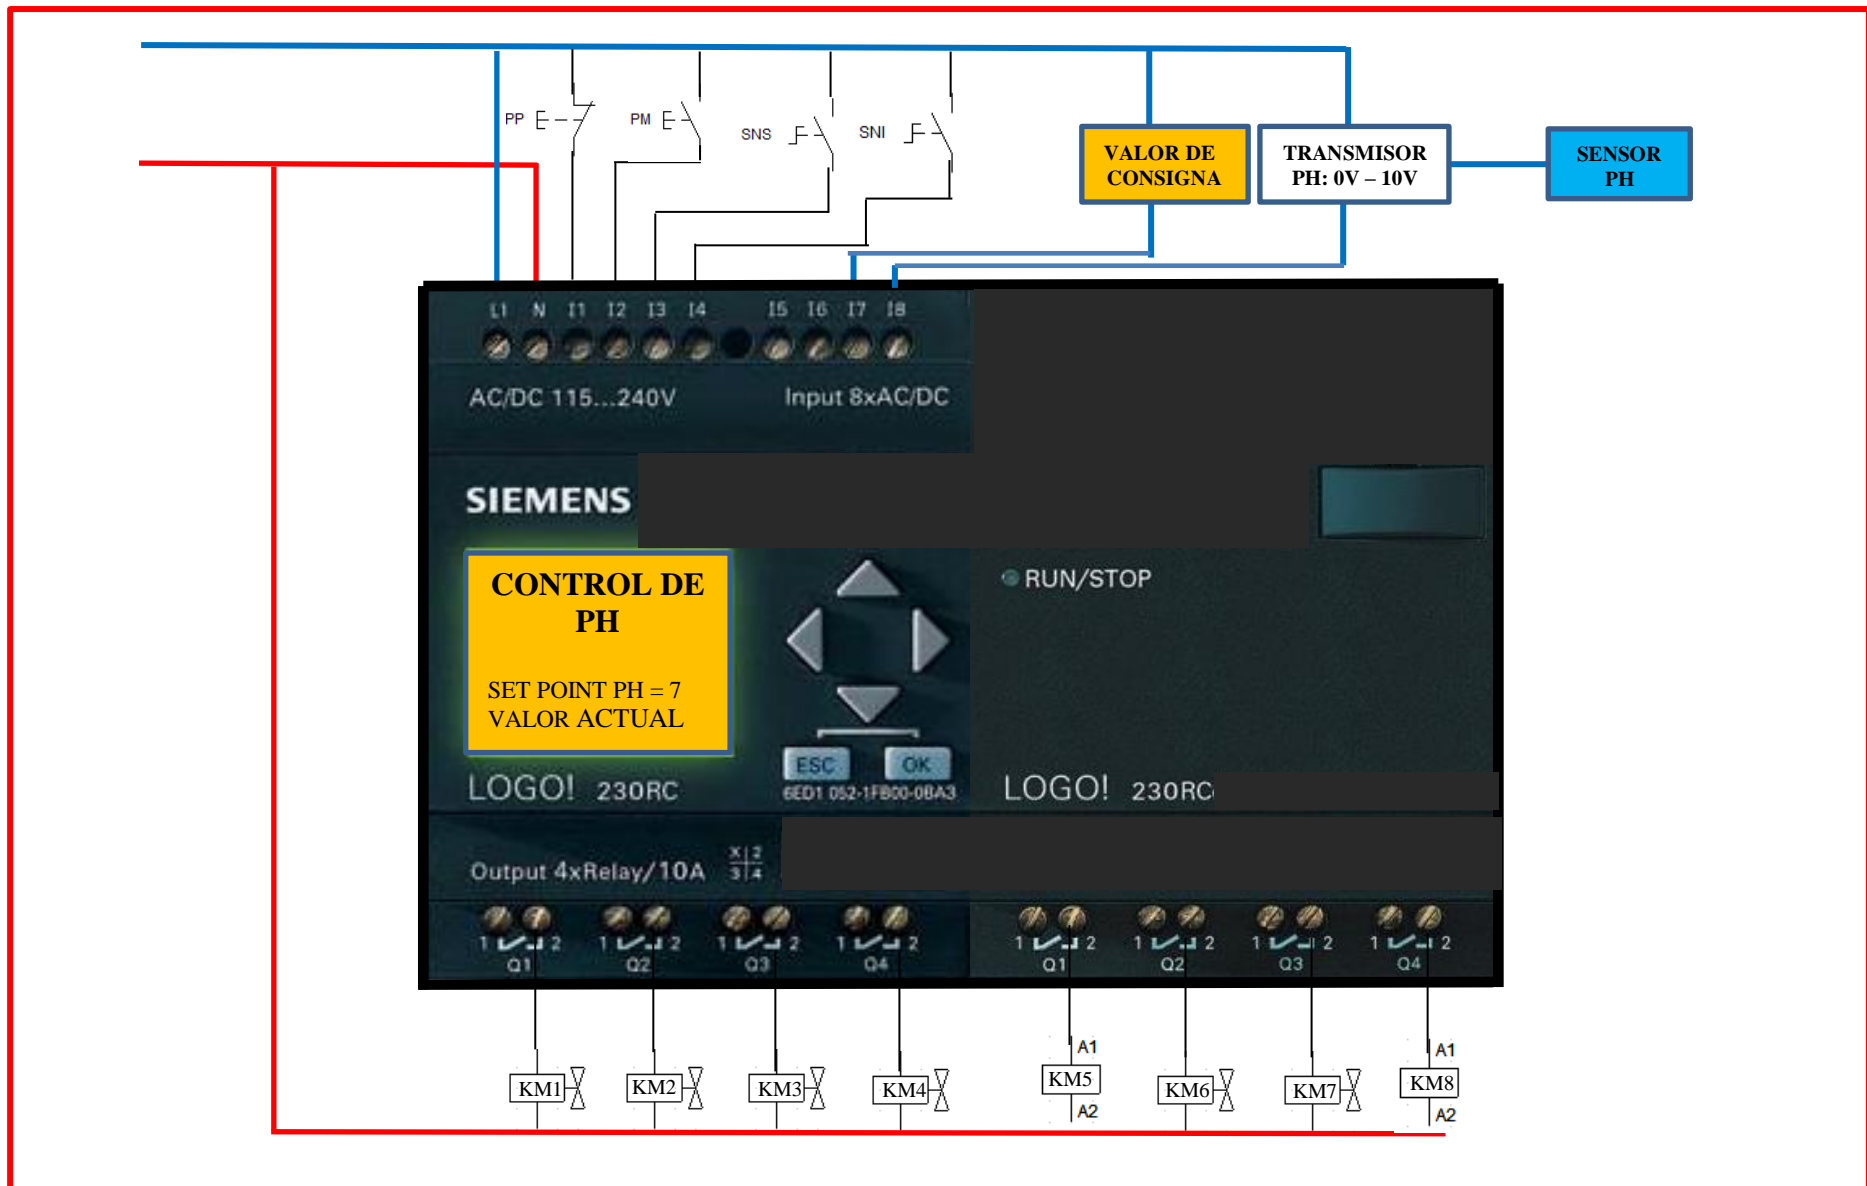 PP
PM
SNS
SNI
VALOR DE
CONSIGNA
TRANSMISOR
PH: 0V – 10V
SENSOR
PH
L1 N I1 I2 I3 I4 I5 I6 I7 I8
AC/DC 115...240V
Input 8xAC/DC
SIEMENS
CONTROL DE
PH
SET POINT PH = 7
VALOR ACTUAL
RUN/STOP
ESC
OK
6ED1 052-1FB00-0BA3
LOGO! 230RC
LOGO! 230RC
Output 4xRelay/10A
X 2
3 4
1 2 1 2 1 2 1 2 1 2 1 2 1 2 1 2
Q1 Q2 Q3 Q4 Q1 Q2 Q3 Q4
A1
A1
KM1
KM2
KM3
KM4
KM5
KM6
KM7
KM8
A2
A2